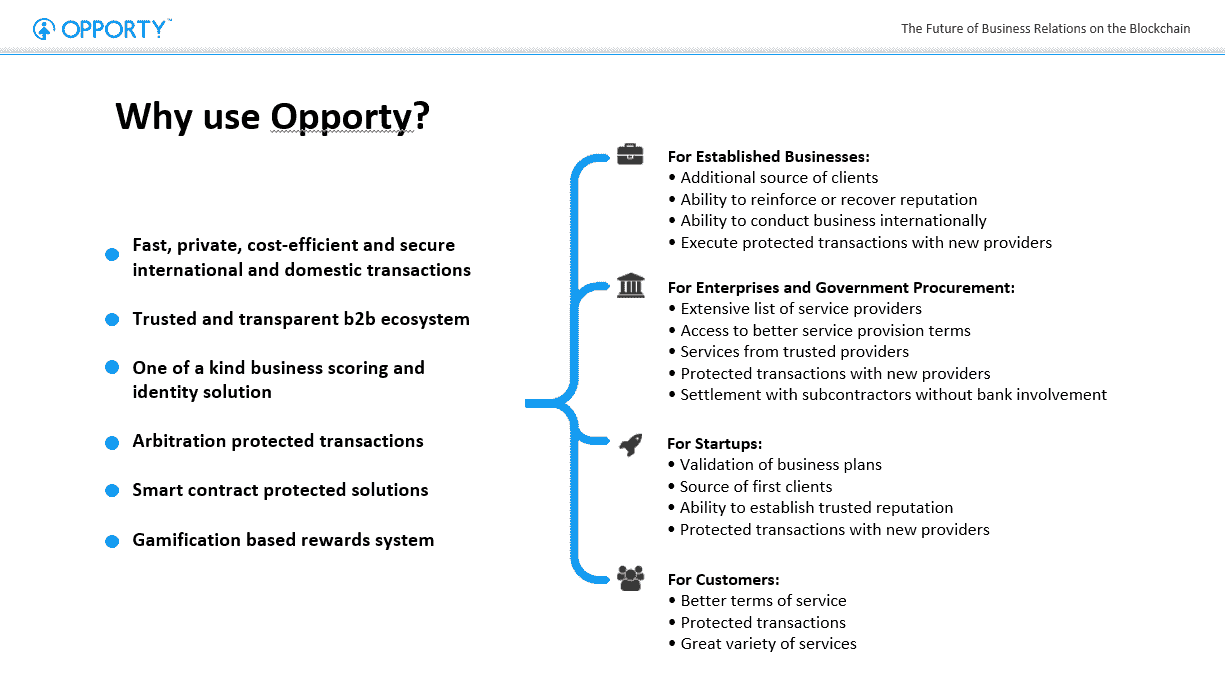 OPPORTY™
The Future of Business Relations on the Blockchain
Why use Opporty?
Fast, private, cost-efficient and secure
international and domestic transactions
Trusted and transparent b2b ecosystem
One of a kind business scoring and
identity solution
Arbitration protected transactions
Smart contract protected solutions
Gamification based rewards system
For Established Businesses:
• Additional source of clients
• Ability to reinforce or recover reputation
• Ability to conduct business internationally
• Execute protected transactions with new providers
For Enterprises and Government Procurement:
• Extensive list of service providers
• Access to better service provision terms
• Services from trusted providers
• Protected transactions with new providers
• Settlement with subcontractors without bank involvement
For Startups:
• Validation of business plans
• Source of first clients
• Ability to establish trusted reputation
• Protected transactions with new providers
For Customers:
• Better terms of service
• Protected transactions
• Great variety of services